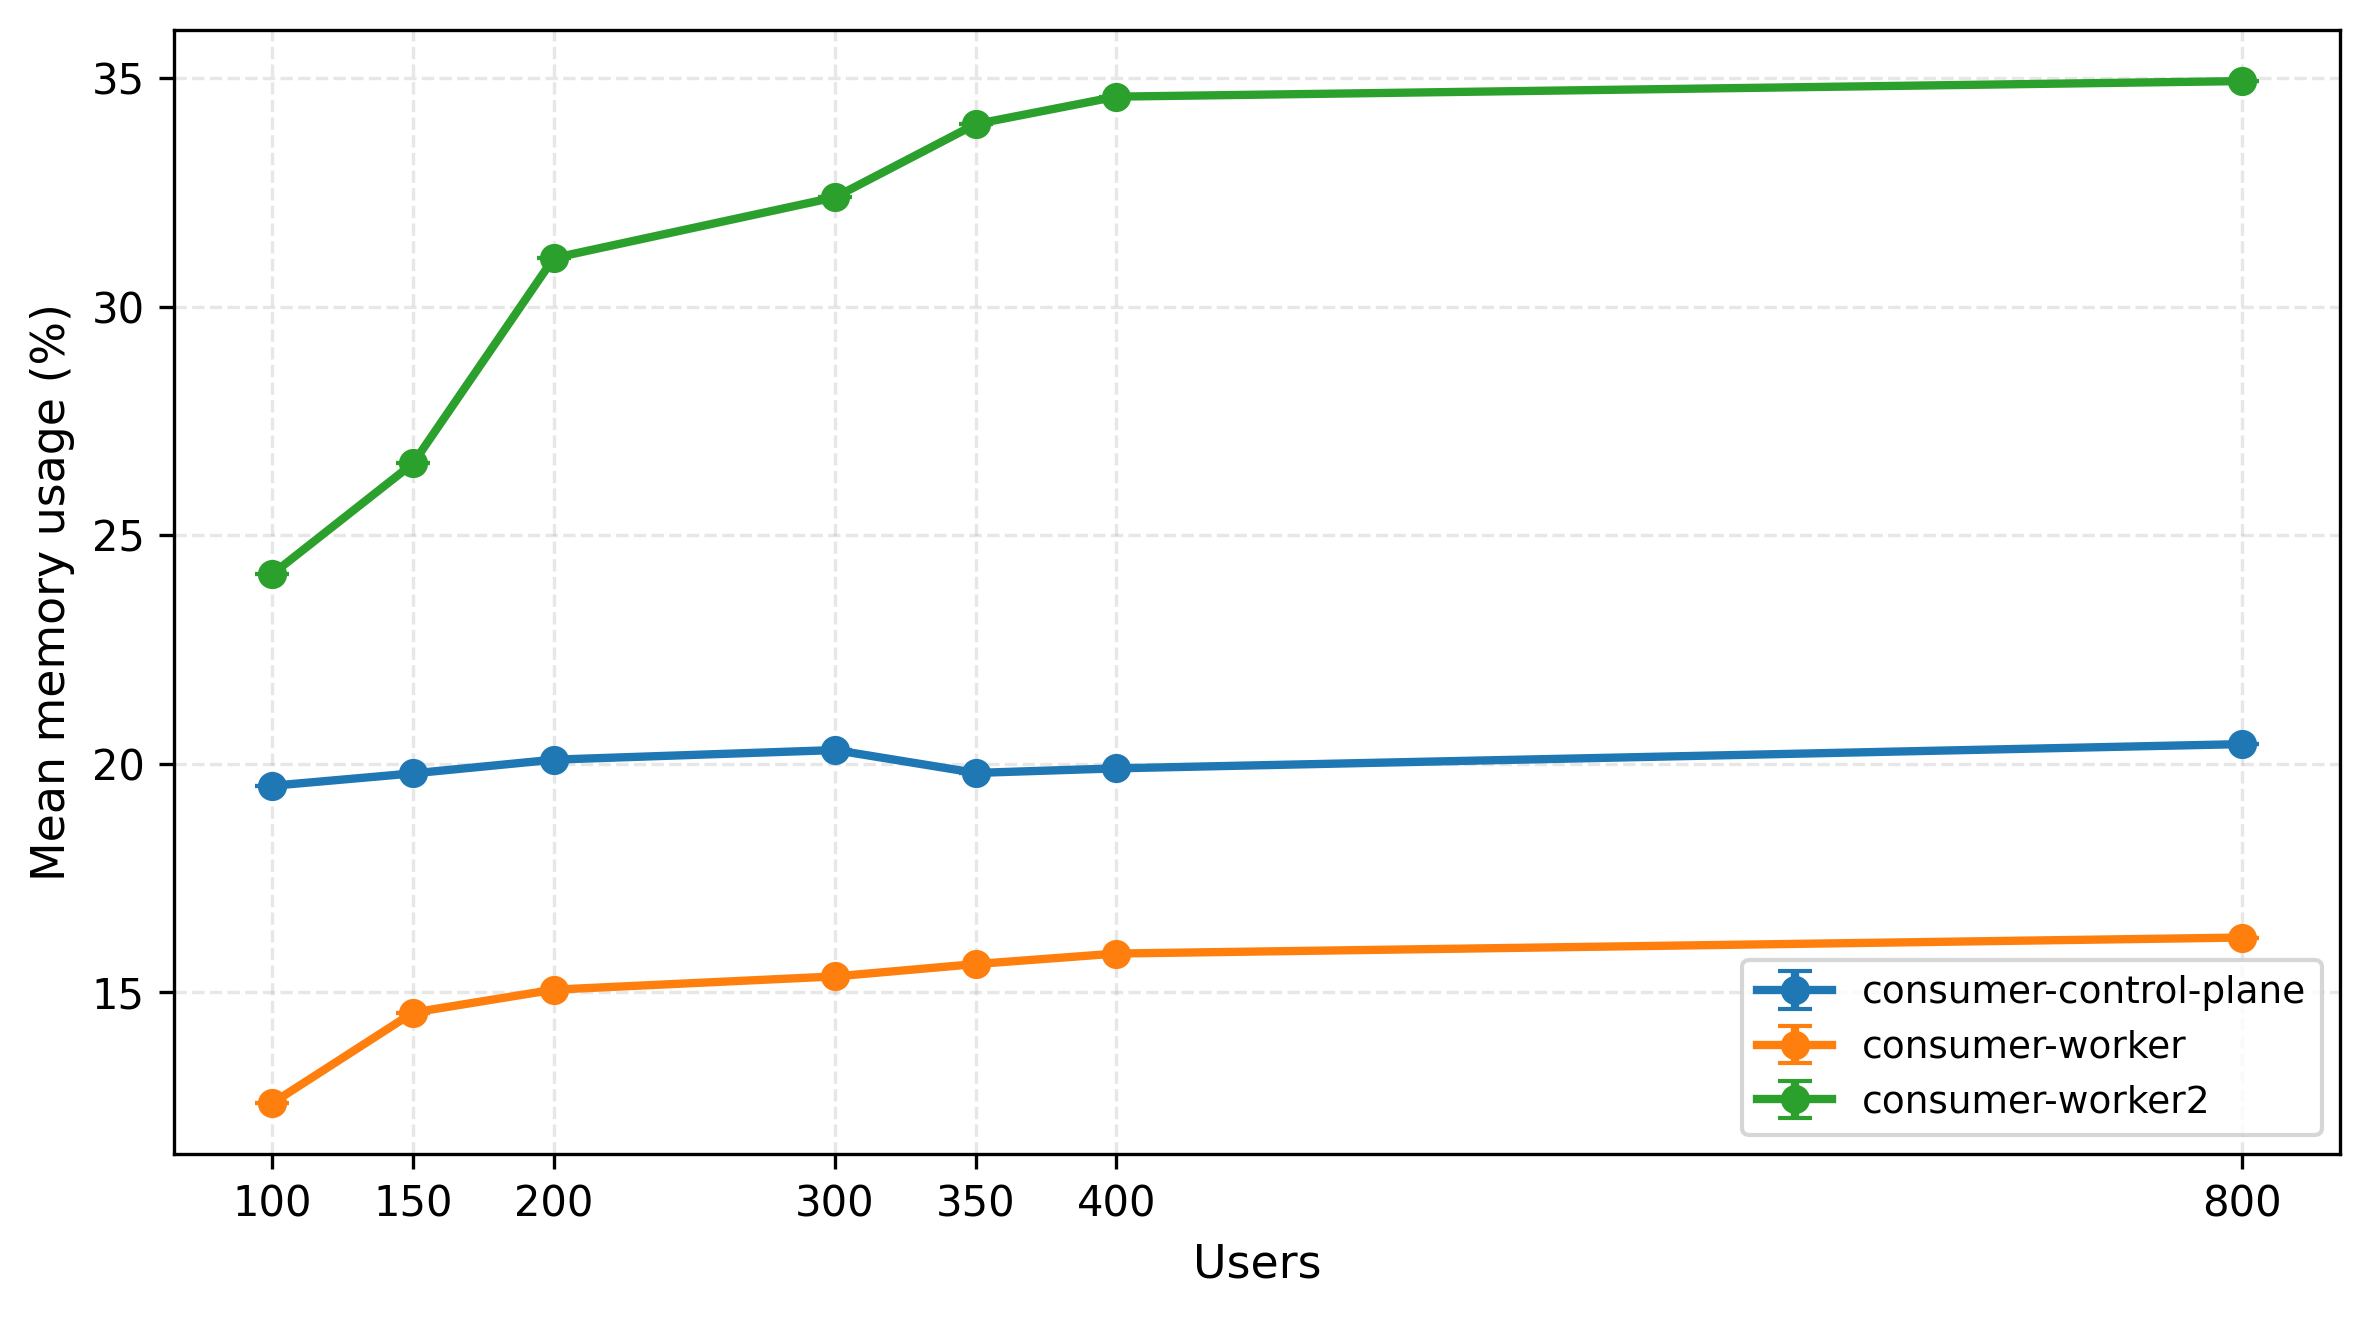 Mean memory usage (%)
35
30
25
20
15
100 150 200 300 350 400 800
Users
consumer-control-plane
consumer-worker
consumer-worker2